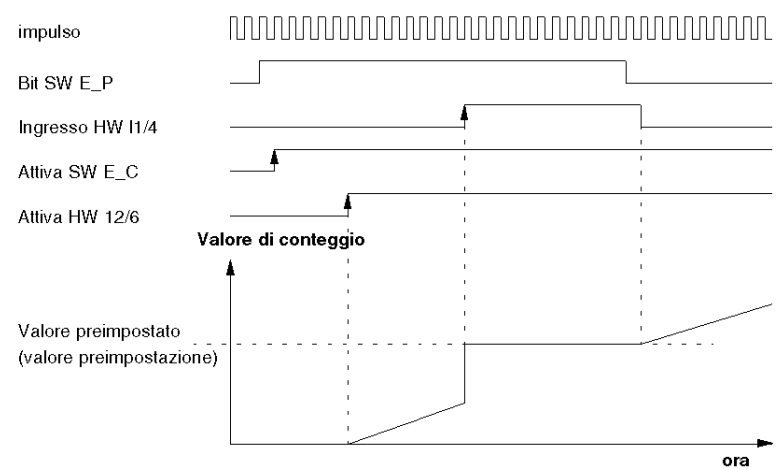 impulso
Bit SW E_P
Ingresso HW I1/4
Attiva SW E_C
Attiva HW 12/6
Valore di conteggio
Valore preimpostato
(valore preimpostazione)
ora